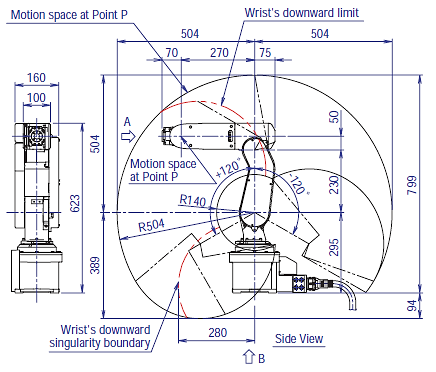 Motion space at Point P
Wrist's downward limit
504
504
70
270
75
160
100
A
50
504
Motion space
at Point P
+120°
-120°
230
799
623
R140
R504
295
389
94
Wrist's downward
singularity boundary
280
Side View
B